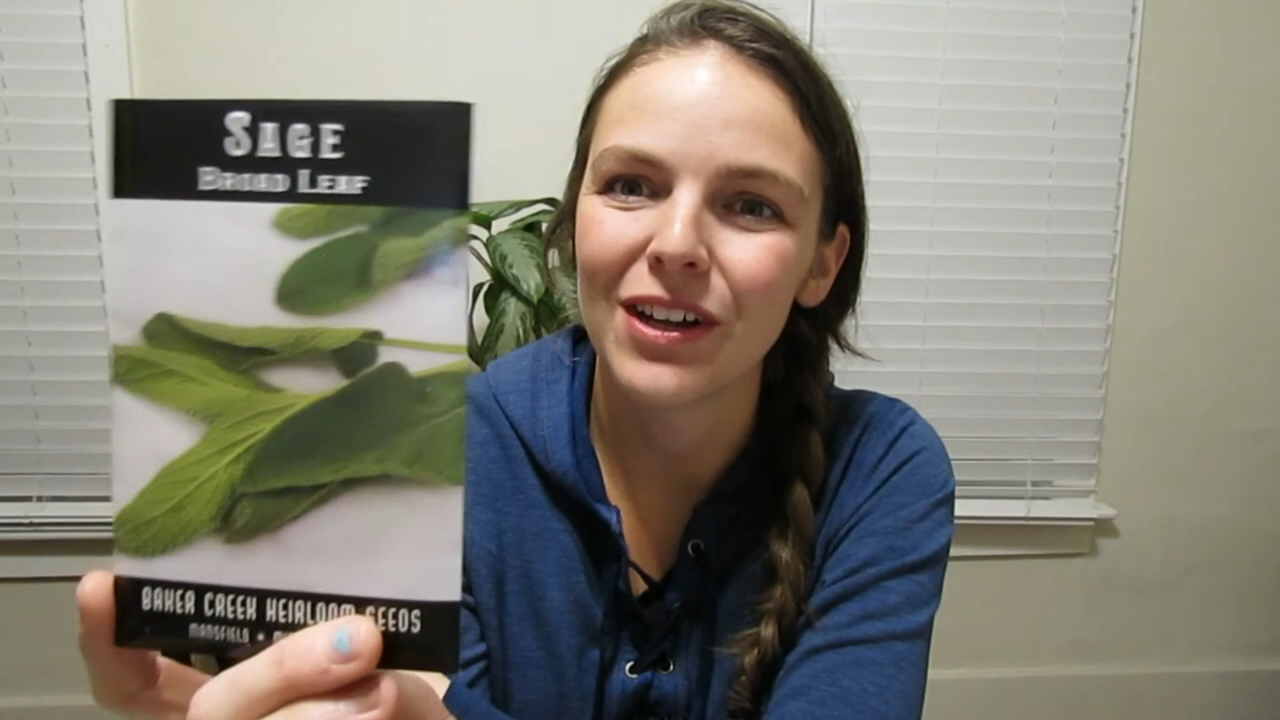 SAGE
BROAD LEAF
BAKER CREEK HEIRLOOM SEEDS
MANSFIELD •